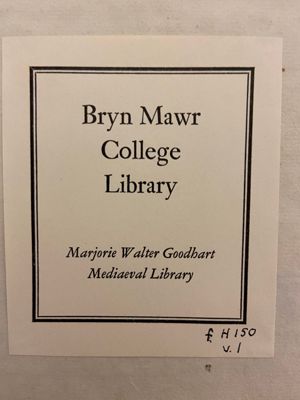 Bryn Mawr
College
Library
Marjorie Walter Goodhart
Mediaeval Library
f. H150
v. 1